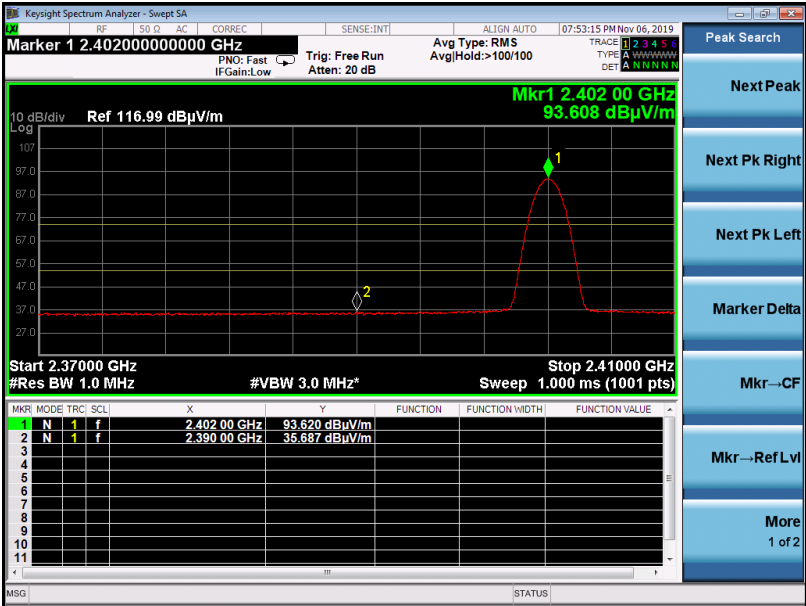 Keysight Spectrum Analyzer - Swept SA
LXI
RF 50 Ω AC CORREC SENSE:INT ALIGN AUTO 07:53:15 PM Nov 06, 2019
Marker 1 2.402000000000 GHz
PNO: Fast
IFGain:Low
Trig: Free Run
Atten: 20 dB
Avg Type: RMS
Avg|Hold:>100/100
TRACE 1 2 3 4 5 6
TYPE A WWWWW
DET A N N N N N
Mkr1 2.402 00 GHz
93.608 dBµV/m
10 dB/div Ref 116.99 dBµV/m
Log
107
97.0
87.0
77.0
67.0
57.0
47.0
37.0
27.0
1
2
Start 2.37000 GHz Stop 2.41000 GHz
#Res BW 1.0 MHz #VBW 3.0 MHz* Sweep 1.000 ms (1001 pts)
MKR MODE TRC SCL X Y FUNCTION FUNCTION WIDTH FUNCTION VALUE
1 N 1 f 2.402 00 GHz 93.620 dBµV/m
2 N 1 f 2.390 00 GHz 35.687 dBµV/m
3
4
5
6
7
8
9
10
11
MSG STATUS
Peak Search
Next Peak
Next Pk Right
Next Pk Left
Marker Delta
Mkr→CF
Mkr→Ref Lvl
More
1 of 2